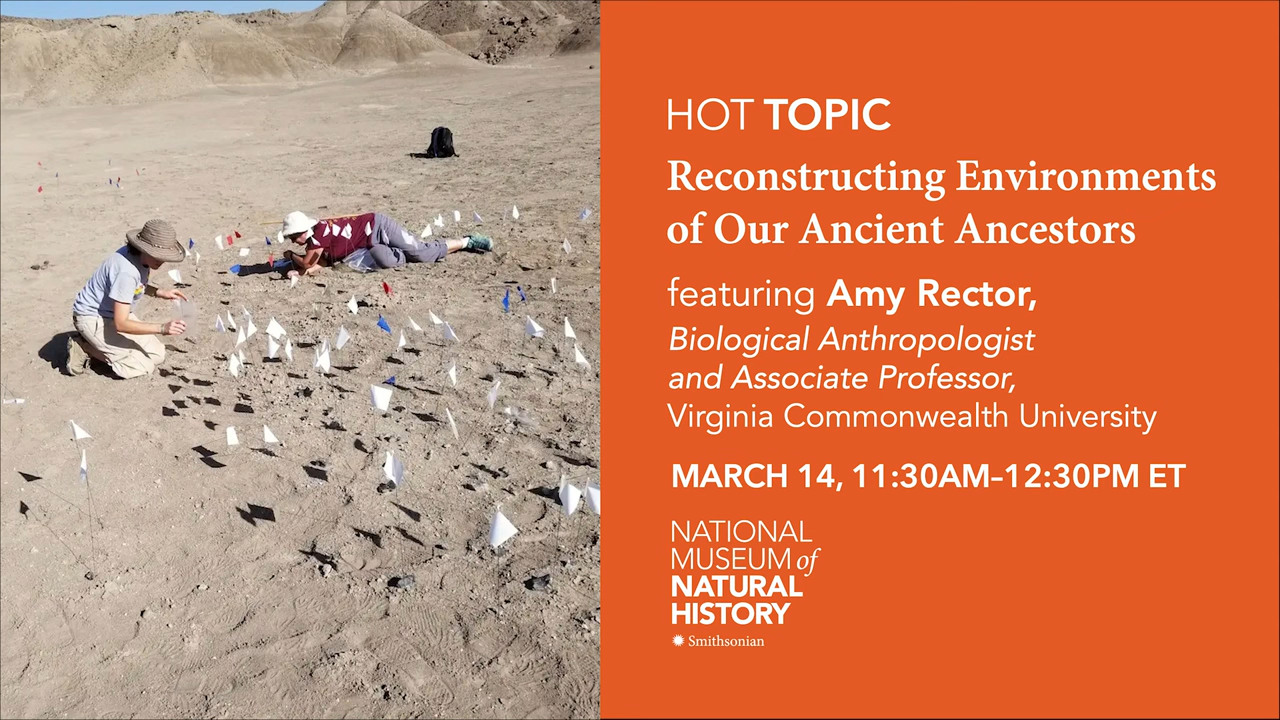 HOT TOPIC
Reconstructing Environments
of Our Ancient Ancestors
featuring Amy Rector,
Biological Anthropologist
and Associate Professor,
Virginia Commonwealth University
MARCH 14, 11:30AM–12:30PM ET
NATIONAL
MUSEUM of
NATURAL
HISTORY
Smithsonian